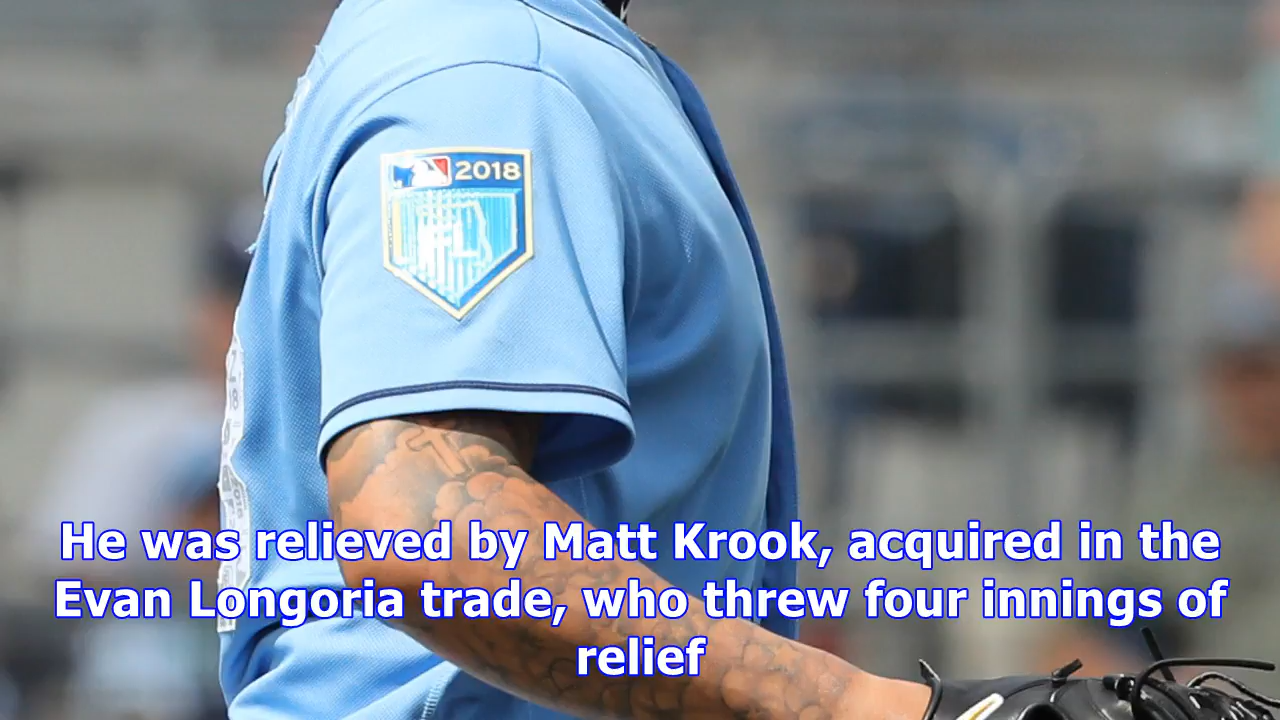 2018
FL
He was relieved by Matt Krook, acquired in the
Evan Longoria trade, who threw four innings of
relief